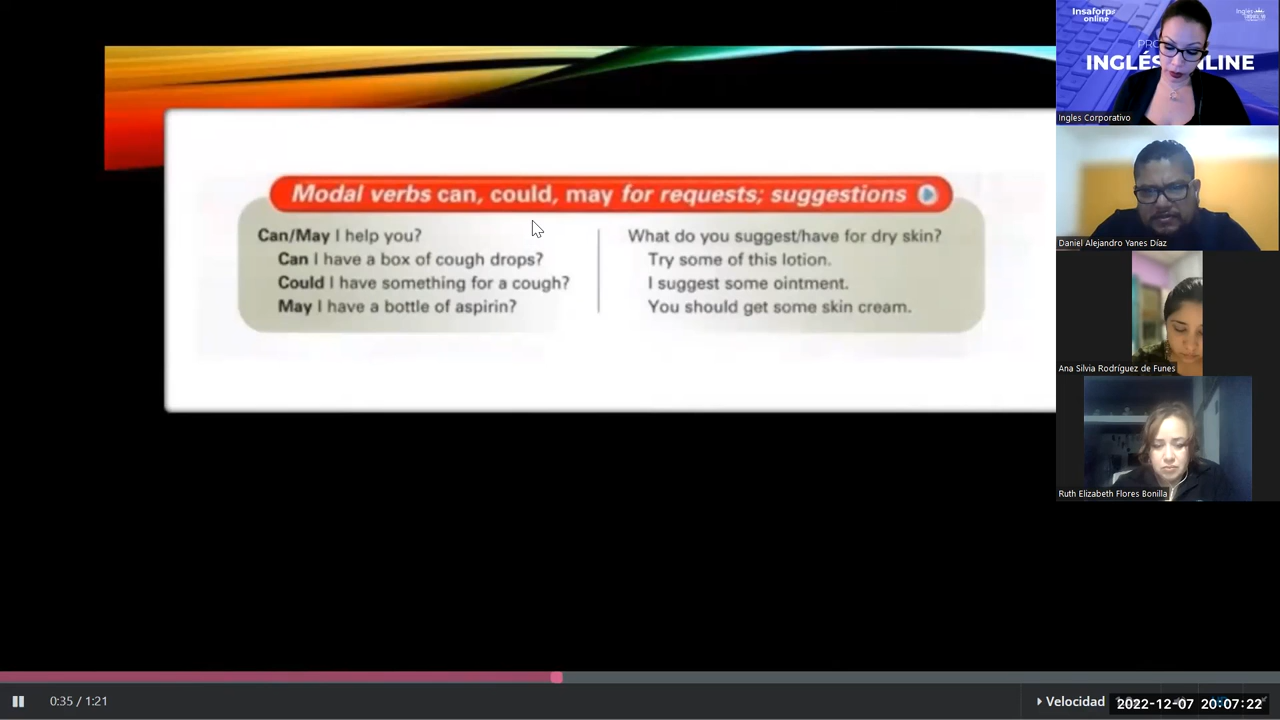 Modal verbs can, could, may for requests; suggestions
Can/May I help you?
Can I have a box of cough drops?
Could I have something for a cough?
May I have a bottle of aspirin?
What do you suggest/have for dry skin?
Try some of this lotion.
I suggest some ointment.
You should get some skin cream.
Insaforp
online
Inglés
INGLÉS
LINE
Ingles Corporativo
Daniel Alejandro Yanes Díaz
Ana Silvia Rodríguez de Funes
Ruth Elizabeth Flores Bonilla
0:35 / 1:21
Velocidad
2022-12-07 20:07:22